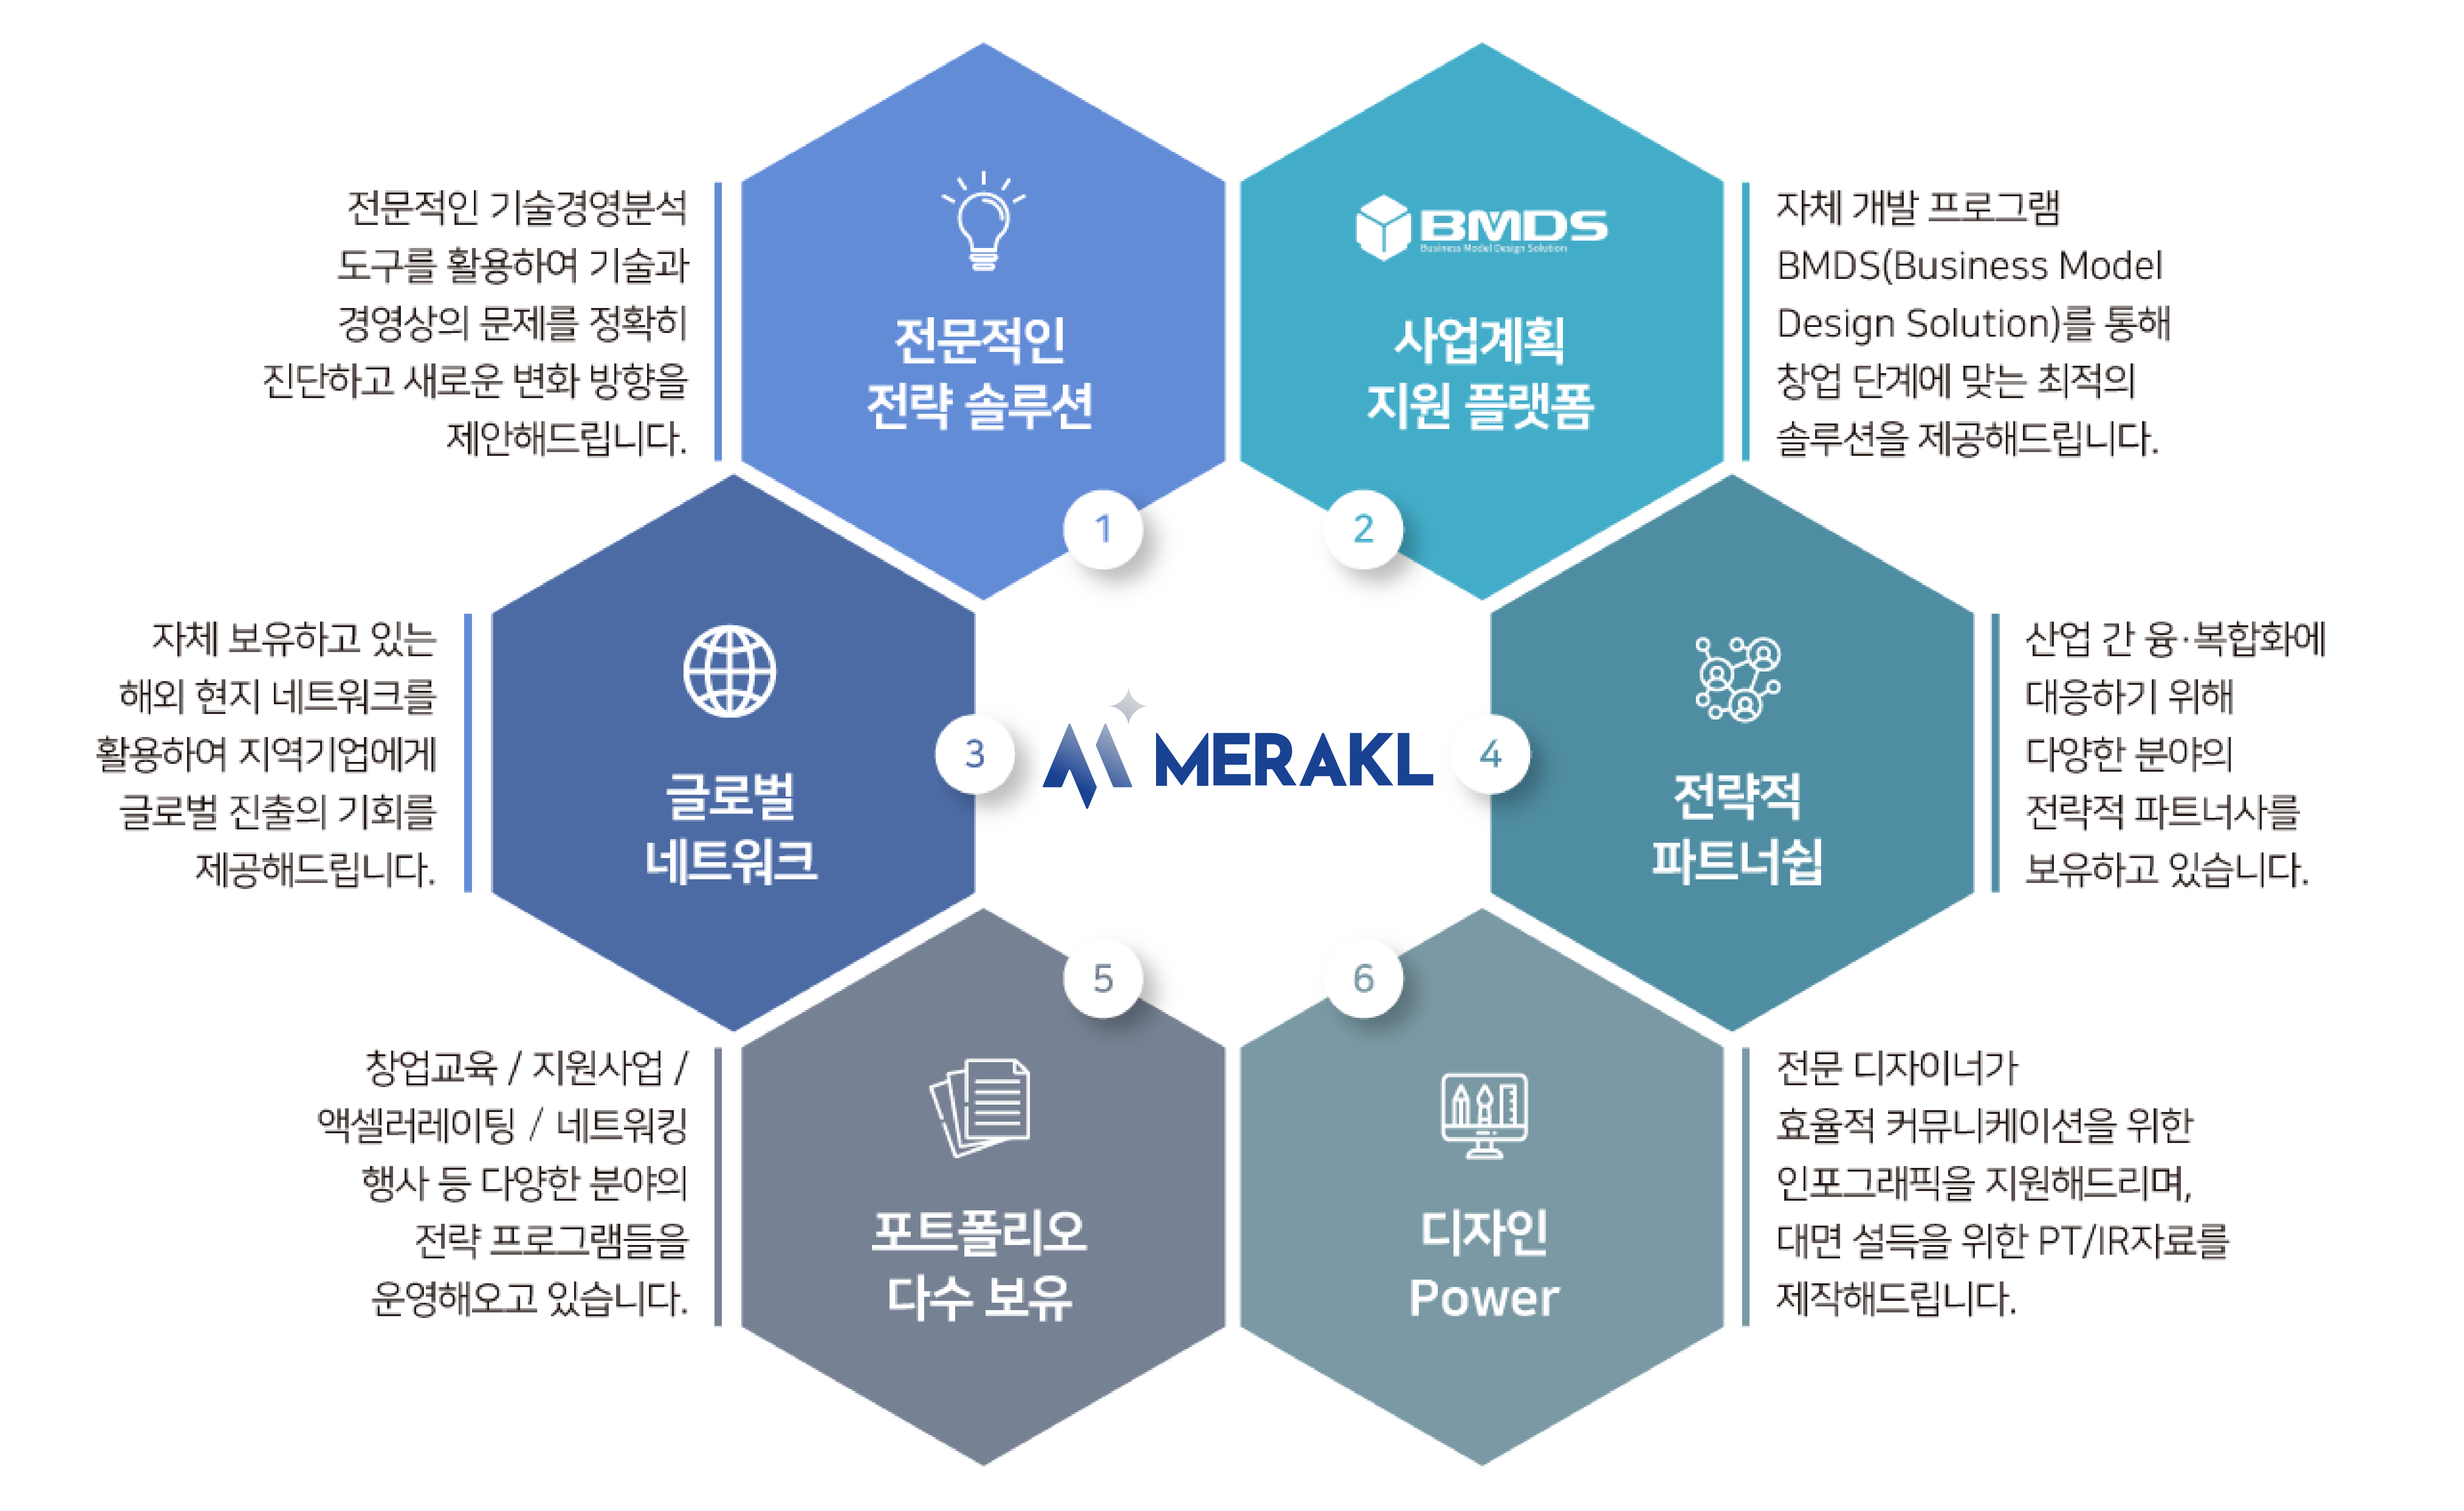 전문적인 기술경영분석
도구를 활용하여 기술과
경영상의 문제를 정확히
진단하고 새로운 변화 방향을
제안해드립니다.
전문적인
전략 솔루션
1
BMDS
Business Model Design Solution
사업계획
지원 플랫폼
2
자체 개발 프로그램
BMDS(Business Model
Design Solution)를 통해
창업 단계에 맞는 최적의
솔루션을 제공해드립니다.
자체 보유하고 있는
해외 현지 네트워크를
활용하여 지역기업에게
글로벌 진출의 기회를
제공해드립니다.
글로벌
네트워크
3
MERAKL
4
전략적
파트너쉽
산업 간 융·복합화에
대응하기 위해
다양한 분야의
전략적 파트너사를
보유하고 있습니다.
창업교육 / 지원사업 /
액셀러레이팅 / 네트워킹
행사 등 다양한 분야의
전략 프로그램들을
운영해오고 있습니다.
5
포트폴리오
다수 보유
6
디자인
Power
전문 디자이너가
효율적 커뮤니케이션을 위한
인포그래픽을 지원해드리며,
대면 설득을 위한 PT/IR자료를
제작해드립니다.